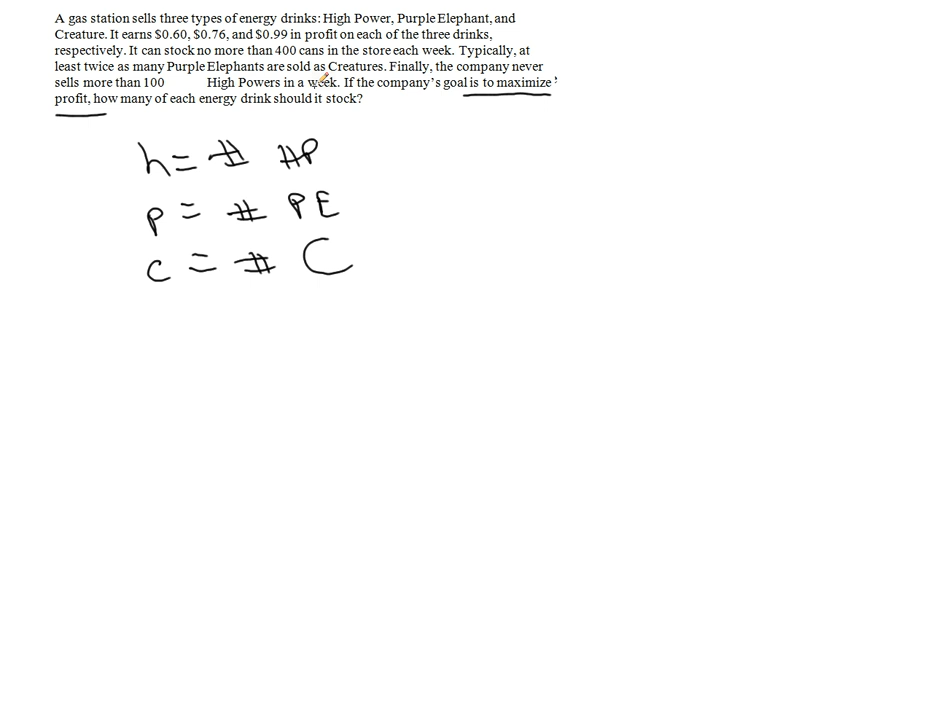 A gas station sells three types of energy drinks: High Power, Purple Elephant, and
Creature. It earns $0.60, $0.76, and $0.99 in profit on each of the three drinks,
respectively. It can stock no more than 400 cans in the store each week. Typically, at
least twice as many Purple Elephants are sold as Creatures. Finally, the company never
sells more than 100 High Powers in a week. If the company's goal is to maximize
profit, how many of each energy drink should it stock?
h = # HP
p = # PE
c = # C